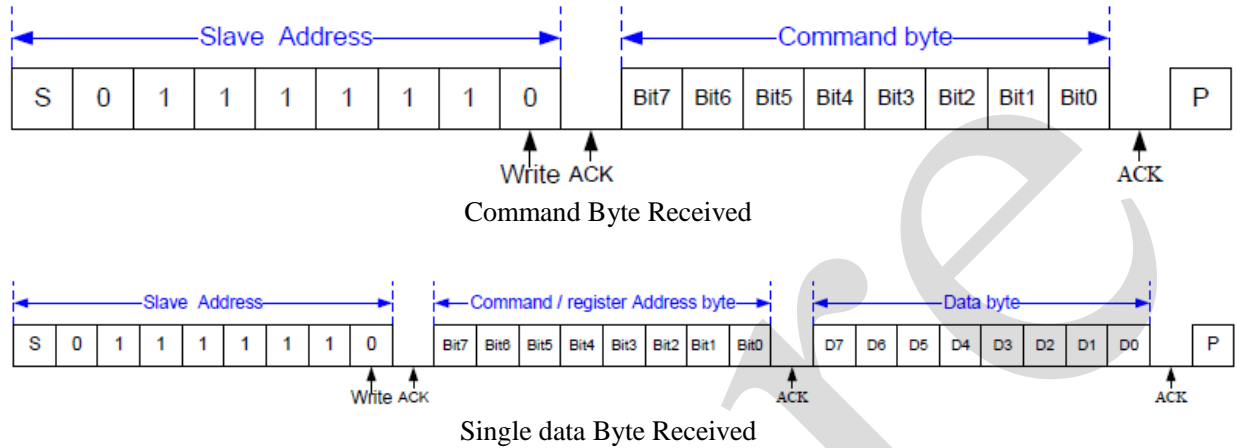 Slave Address
Command byte
S 0 1 1 1 1 1 1 0 Bit7 Bit6 Bit5 Bit4 Bit3 Bit2 Bit1 Bit0 P
Write ACK
ACK
Command Byte Received
Slave Address
Command / register Address byte
Data byte
S 0 1 1 1 1 1 1 0 Bit7 Bit6 Bit5 Bit4 Bit3 Bit2 Bit1 Bit0 D7 D6 D5 D4 D3 D2 D1 D0 P
Write ACK
ACK
ACK
Single data Byte Received
re